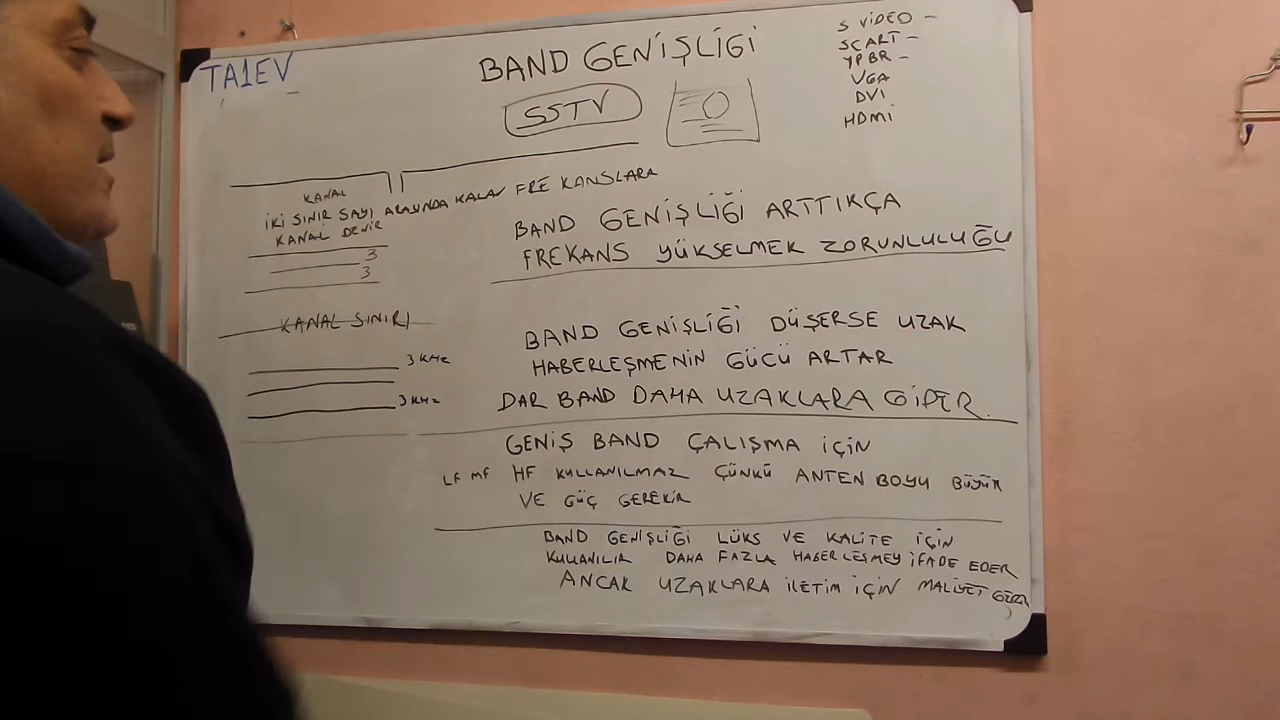 TA1EV
BAND GENİŞLİĞİ
SSTV
S VİDEO -
SCART -
YPBR -
VGA
DVI
HDMİ
KANAL
İKİ SINIR SAYI ARASINDA KALAN FREKANSLARA
KANAL DENİR
3
3
KANAL SINIRI
3 KHz
3 KHz
BAND GENİŞLİĞİ ARTTIKÇA
FREKANS YÜKSELMEK ZORUNLULUĞU
BAND GENİŞLİĞİ DÜŞERSE UZAK
HABERLEŞMENİN GÜCÜ ARTAR
DAR BAND DAHA UZAKLARA GİDER.
GENİŞ BAND ÇALIŞMA İÇİN
LF MF HF KULLANILMAZ ÇÜNKÜ ANTEN BOYU BÜYÜK
VE GÜÇ GEREKİR
BAND GENİŞLİĞİ LÜKS VE KALİTE İÇİN
KULLANILIR DAHA FAZLA HABERLEŞMEY İFADE EDER
ANCAK UZAKLARA İLETİM İÇİN MALİYET